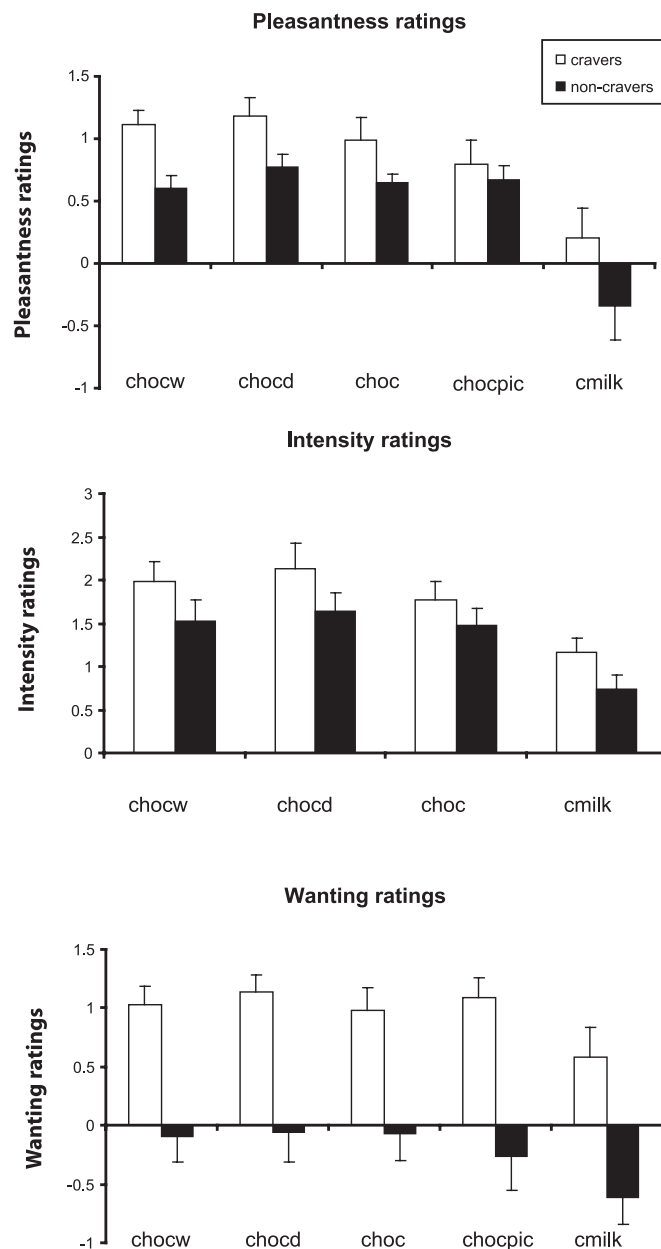 Pleasantness ratings
cravers
non-cravers
Pleasantness ratings
1.5
1
0.5
0
-0.5
-1
chocw chocd choc chocpic cmilk
Intensity ratings
Intensity ratings
3
2.5
2
1.5
1
0.5
0
chocw chocd choc cmilk
Wanting ratings
Wanting ratings
1.5
1
0.5
0
-0.5
-1
chocw chocd choc chocpic cmilk